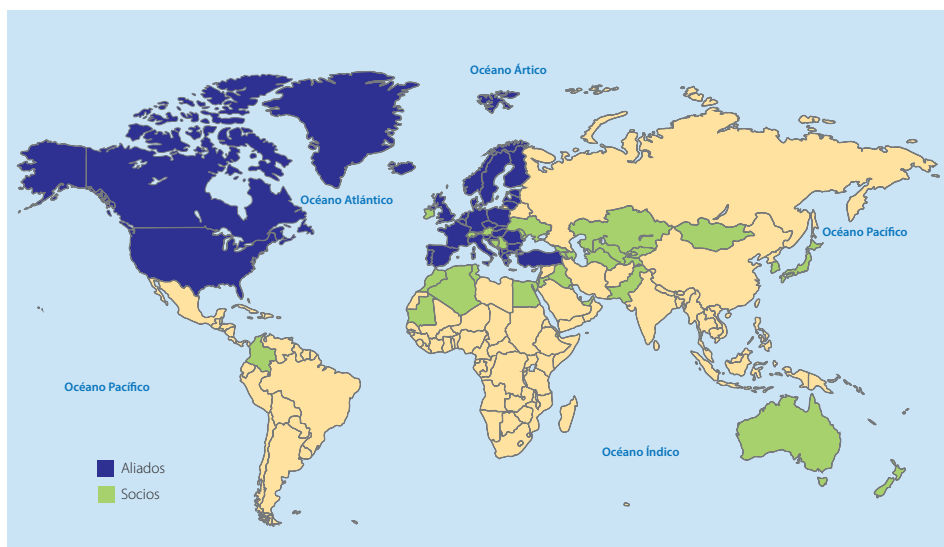 Océano Ártico
Océano Atlántico
Océano Pacífico
Océano Pacífico
Océano Índico
Aliados
Socios